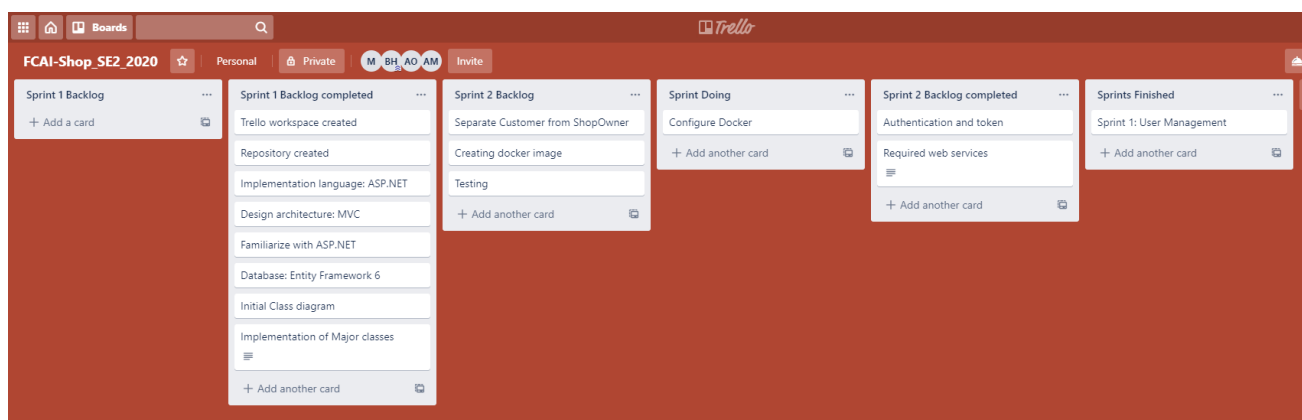 Boards
Trello
FCAI-Shop_SE2_2020
Personal
Private
M BH AO AM
Invite
Sprint 1 Backlog
+ Add a card
Sprint 1 Backlog completed
Trello workspace created
Repository created
Implementation language: ASP.NET
Design architecture: MVC
Familiarize with ASP.NET
Database: Entity Framework 6
Initial Class diagram
Implementation of Major classes
+ Add another card
Sprint 2 Backlog
Separate Customer from ShopOwner
Creating docker image
Testing
+ Add another card
Sprint Doing
Configure Docker
+ Add another card
Sprint 2 Backlog completed
Authentication and token
Required web services
+ Add another card
Sprints Finished
Sprint 1: User Management
+ Add another card